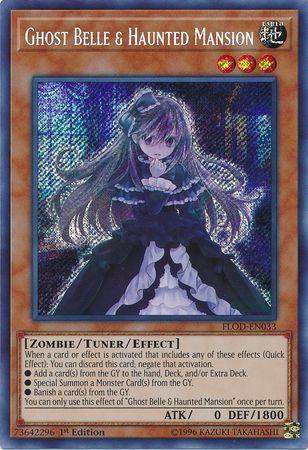 GHOST BELLE & HAUNTED MANSION
EARTH
地
FLOD-EN033
[ZOMBIE/TUNER/EFFECT]
When a card or effect is activated that includes any of these effects (Quick
Effect): You can discard this card; negate that activation.
● Add a card(s) from the GY to the hand, Deck, and/or Extra Deck.
● Special Summon a Monster Card(s) from the GY.
● Banish a card(s) from the GY.
You can only use this effect of "Ghost Belle & Haunted Mansion" once per turn.
ATK/ 0 DEF/1800
73642296 1st Edition ©1996 KAZUKI TAKAHASHI